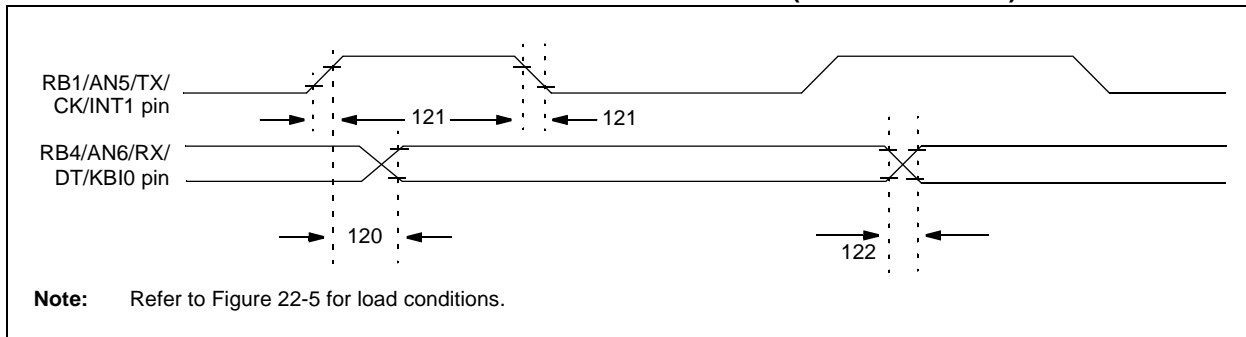 RB1/AN5/TX/
CK/INT1 pin
121
121
RB4/AN6/RX/
DT/KBI0 pin
120
122
Note: Refer to Figure 22-5 for load conditions.